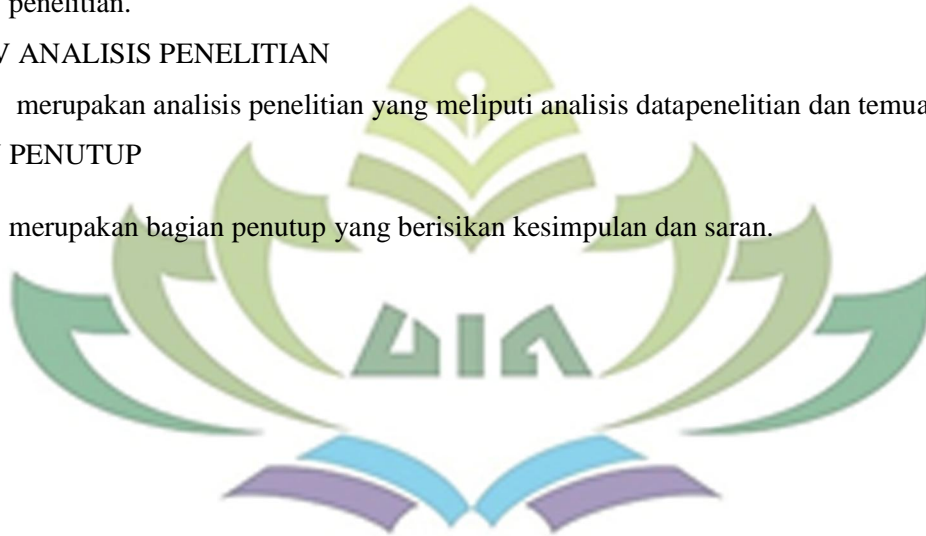 penelitian.
V ANALISIS PENELITIAN
merupakan analisis penelitian yang meliputi analisis datapenelitian dan
PENUTUP
merupakan bagian penutup yang berisikan kesimpulan dan saran.
UIN